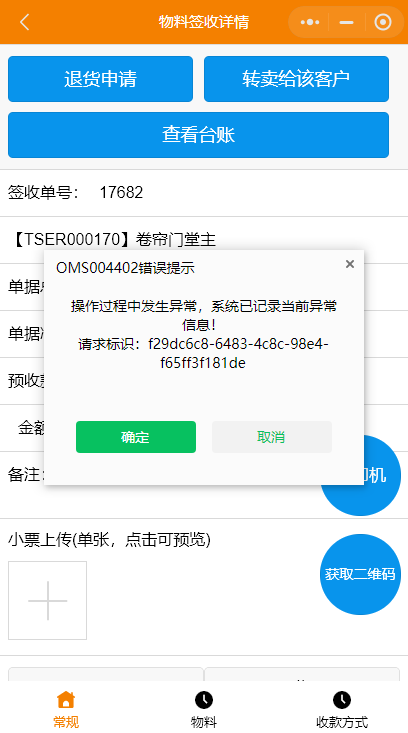 物料签收详情
退货申请
转卖给该客户
查看台账
签收单号： 17682
【TSER000170】卷帘门堂主
OMS004402错误提示
×
单据
操作过程中发生异常，系统已记录当前异常
信息！
单据
请求标识：f29dc6c8-6483-4c8c-98e4-
f65ff3f181de
预收
金额
确定
取消
备注：
机
小票上传(单张，点击可预览)
获取二维码
常规
物料
收款方式